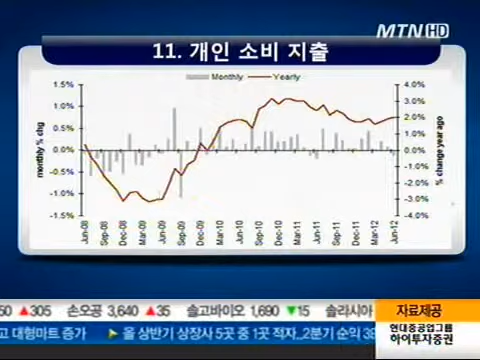 MTN HD
11. 개인 소비 지출
Monthly Yearly
1.5%
1.0%
0.5%
0.0%
-0.5%
-1.0%
-1.5%
monthly % chg
4.0%
3.0%
2.0%
1.0%
0.0%
-1.0%
-2.0%
-3.0%
-4.0%
% change year ago
Jun-08 Sep-08 Dec-08 Mar-09 Jun-09 Sep-09 Dec-09 Mar-10 Jun-10 Sep-10 Dec-10 Mar-11 Jun-11 Sep-11 Dec-11 Mar-12 Jun-12
50 ▲305 손오공 3,640 ▲35 솔고바이오 1,690 ▼15 솔라시아
고 대형마트 증가 올 상반기 상장사 5곳 중 1곳 적자..2분기 순익 38
자료제공
현대중공업그룹
하이투자증권